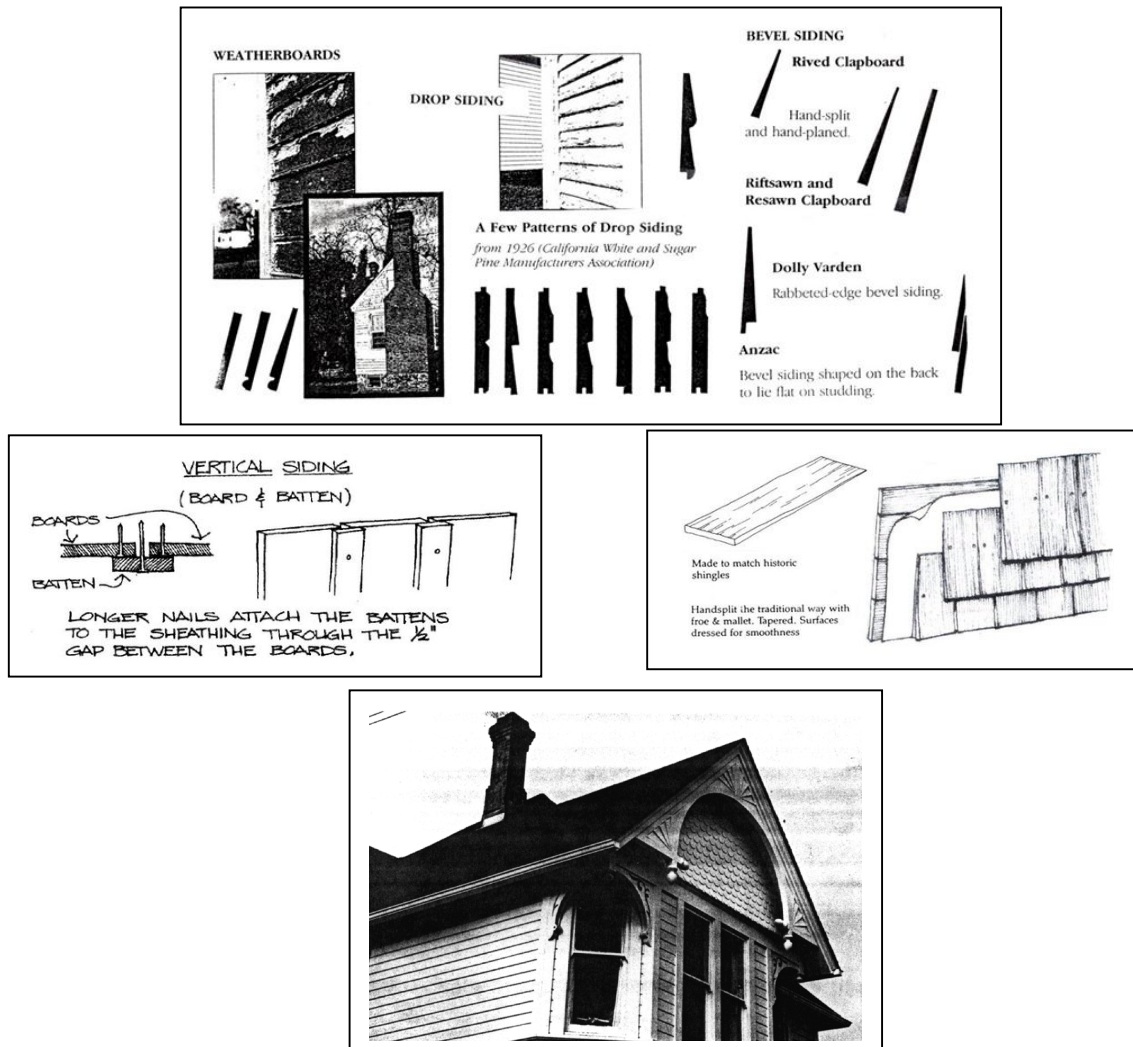 WEATHERBOARDS
DROP SIDING
A Few Patterns of Drop Siding
from 1926 (California White and Sugar
Pine Manufacturers Association)
BEVEL SIDING
Rived Clapboard
Hand-split
and hand-planed.
Riftsawn and
Resawn Clapboard
Dolly Varden
Rabbeted-edge bevel siding.
Anzac
Bevel siding shaped on the back
to lie flat on studding.
VERTICAL SIDING
(BOARD & BATTEN)
BOARDS
BATTEN
LONGER NAILS ATTACH THE BATTENS
TO THE SHEATHING THROUGH THE ½"
GAP BETWEEN THE BOARDS.
Made to match historic
shingles
Handsplit the traditional way with
froe & mallet. Tapered. Surfaces
dressed for smoothness